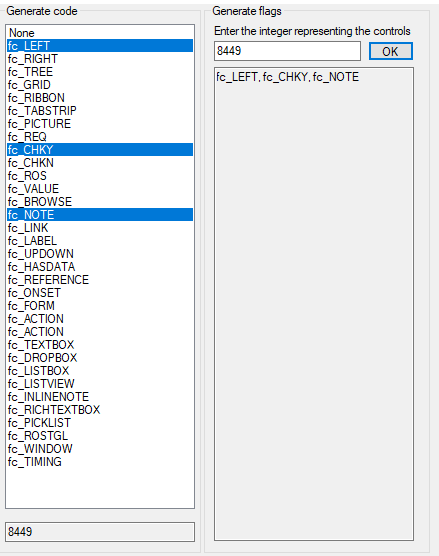 Generate code
None
fc_LEFT
fc_RIGHT
fc_TREE
fc_GRID
fc_RIBBON
fc_TABSTRIP
fc_PICTURE
fc_REQ
fc_CHKY
fc_CHKN
fc_ROS
fc_VALUE
fc_BROWSE
fc_NOTE
fc_LINK
fc_LABEL
fc_UPDOWN
fc_HASDATA
fc_REFERENCE
fc_ONSET
fc_FORM
fc_ACTION
fc_ACTION
fc_TEXTBOX
fc_DROPBOX
fc_LISTBOX
fc_LISTVIEW
fc_INLINENOTE
fc_RICHTEXTBOX
fc_PICKLIST
fc_ROSTGL
fc_WINDOW
fc_TIMING
8449
Generate flags
Enter the integer representing the controls
8449 OK
fc_LEFT, fc_CHKY, fc_NOTE